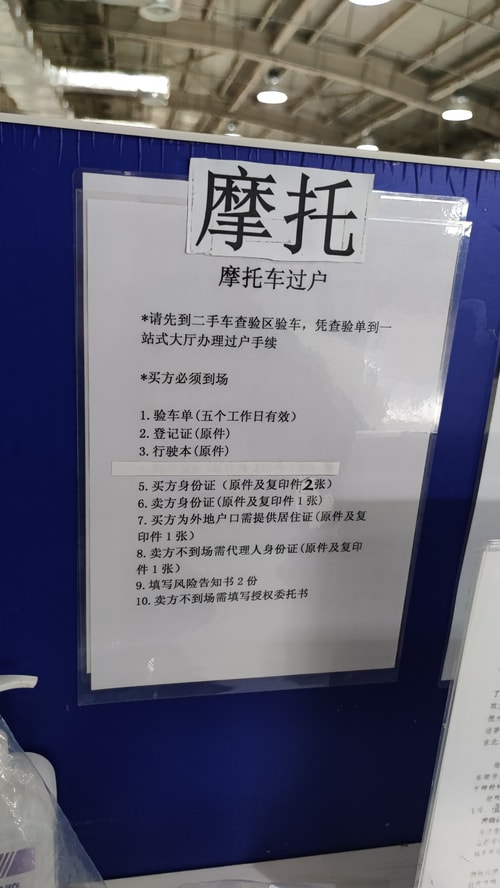 摩托
摩托车过户
*请先到二手车查验区验车，凭查验单到一
站式大厅办理过户手续
*买方必须到场
1.验车单(五个工作日有效)
2.登记证(原件)
3.行驶本(原件)
5.买方身份证（原件及复印件2张）
6.卖方身份证(原件及复印件1张)
7.买方为外地户口需提供居住证(原件及复
印件1张）
8.卖方不到场需代理人身份证(原件及复印
件1张）
9.填写风险告知书2份
10.卖方不到场需填写授权委托书